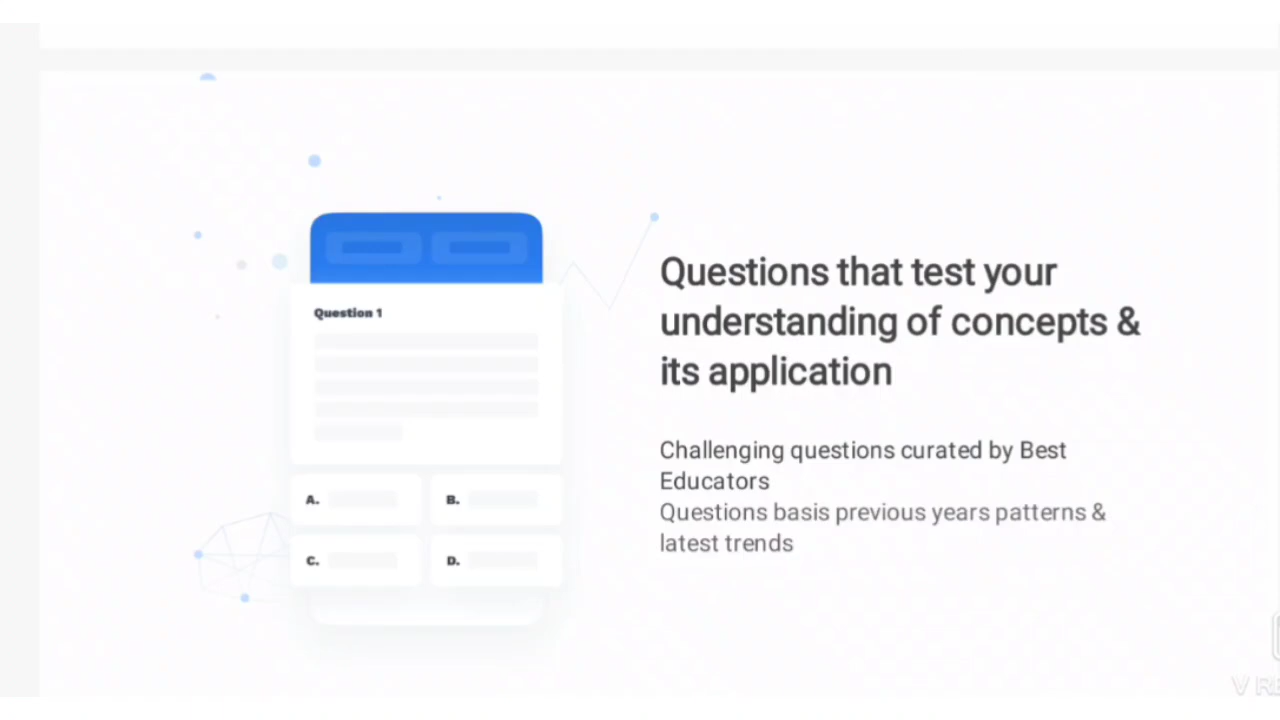 Question 1
A.
B.
C.
D.
Questions that test your
understanding of concepts &
its application
Challenging questions curated by Best
Educators
Questions basis previous years patterns &
latest trends